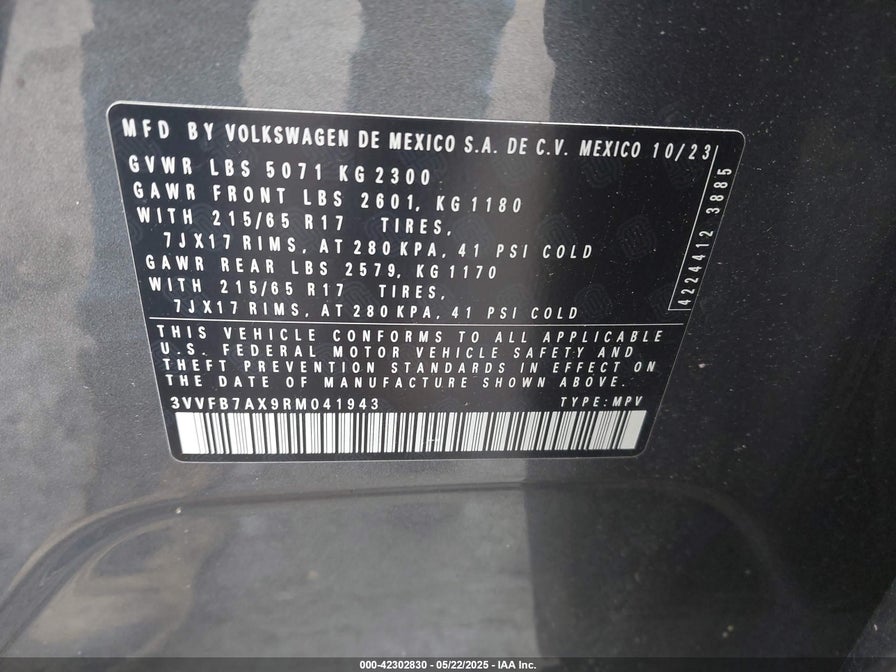 MFD BY VOLKSWAGEN DE MEXICO S.A. DE C.V. MEXICO 10/23
GVWR LBS 5071 KG 2300
GAWR FRONT LBS 2601, KG 1180
WITH 215/65 R17 TIRES,
7JX17 RIMS, AT 280 KPA, 41 PSI COLD
GAWR REAR LBS 2579, KG 1170
WITH 215/65 R17 TIRES,
7JX17 RIMS, AT 280 KPA, 41 PSI COLD
4224412 3885
THIS VEHICLE CONFORMS TO ALL APPLICABLE
U.S. FEDERAL MOTOR VEHICLE SAFETY AND
THEFT PREVENTION STANDARDS IN EFFECT ON
THE DATE OF MANUFACTURE SHOWN ABOVE.
3VVFB7AX9RM041943 TYPE: MPV
000-42302830 - 05/22/2025 - IAA Inc.